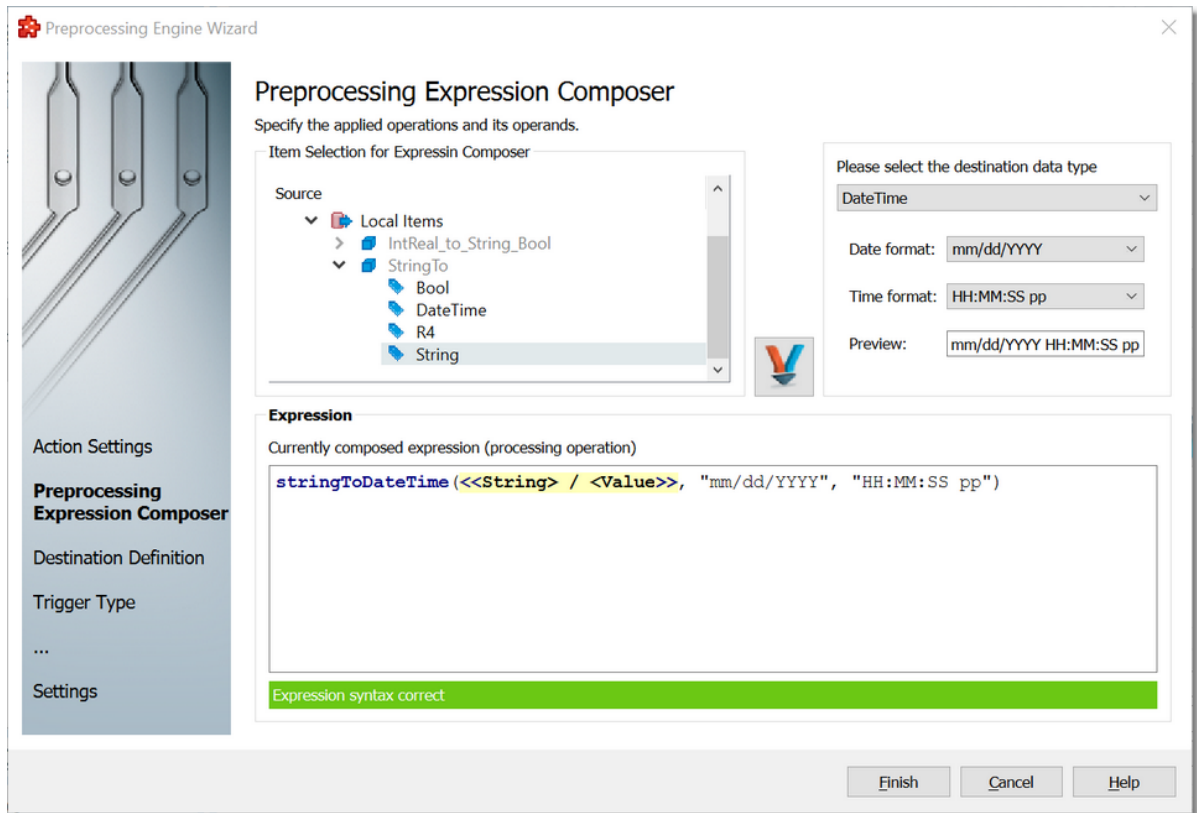 Preprocessing Engine Wizard
Preprocessing Expression Composer
Specify the applied operations and its operands.
Item Selection for Expressin Composer
Source
Local Items
IntReal_to_String_Bool
StringTo
Bool
DateTime
R4
String
Please select the destination data type
DateTime
Date format: mm/dd/YYYY
Time format: HH:MM:SS pp
Preview: mm/dd/YYYY HH:MM:SS pp
Action Settings
Preprocessing
Expression Composer
Destination Definition
Trigger Type
...
Settings
Expression
Currently composed expression (processing operation)
stringToDateTime(<<String> / <Value>>, "mm/dd/YYYY", "HH:MM:SS pp")
Expression syntax correct
Finish
Cancel
Help